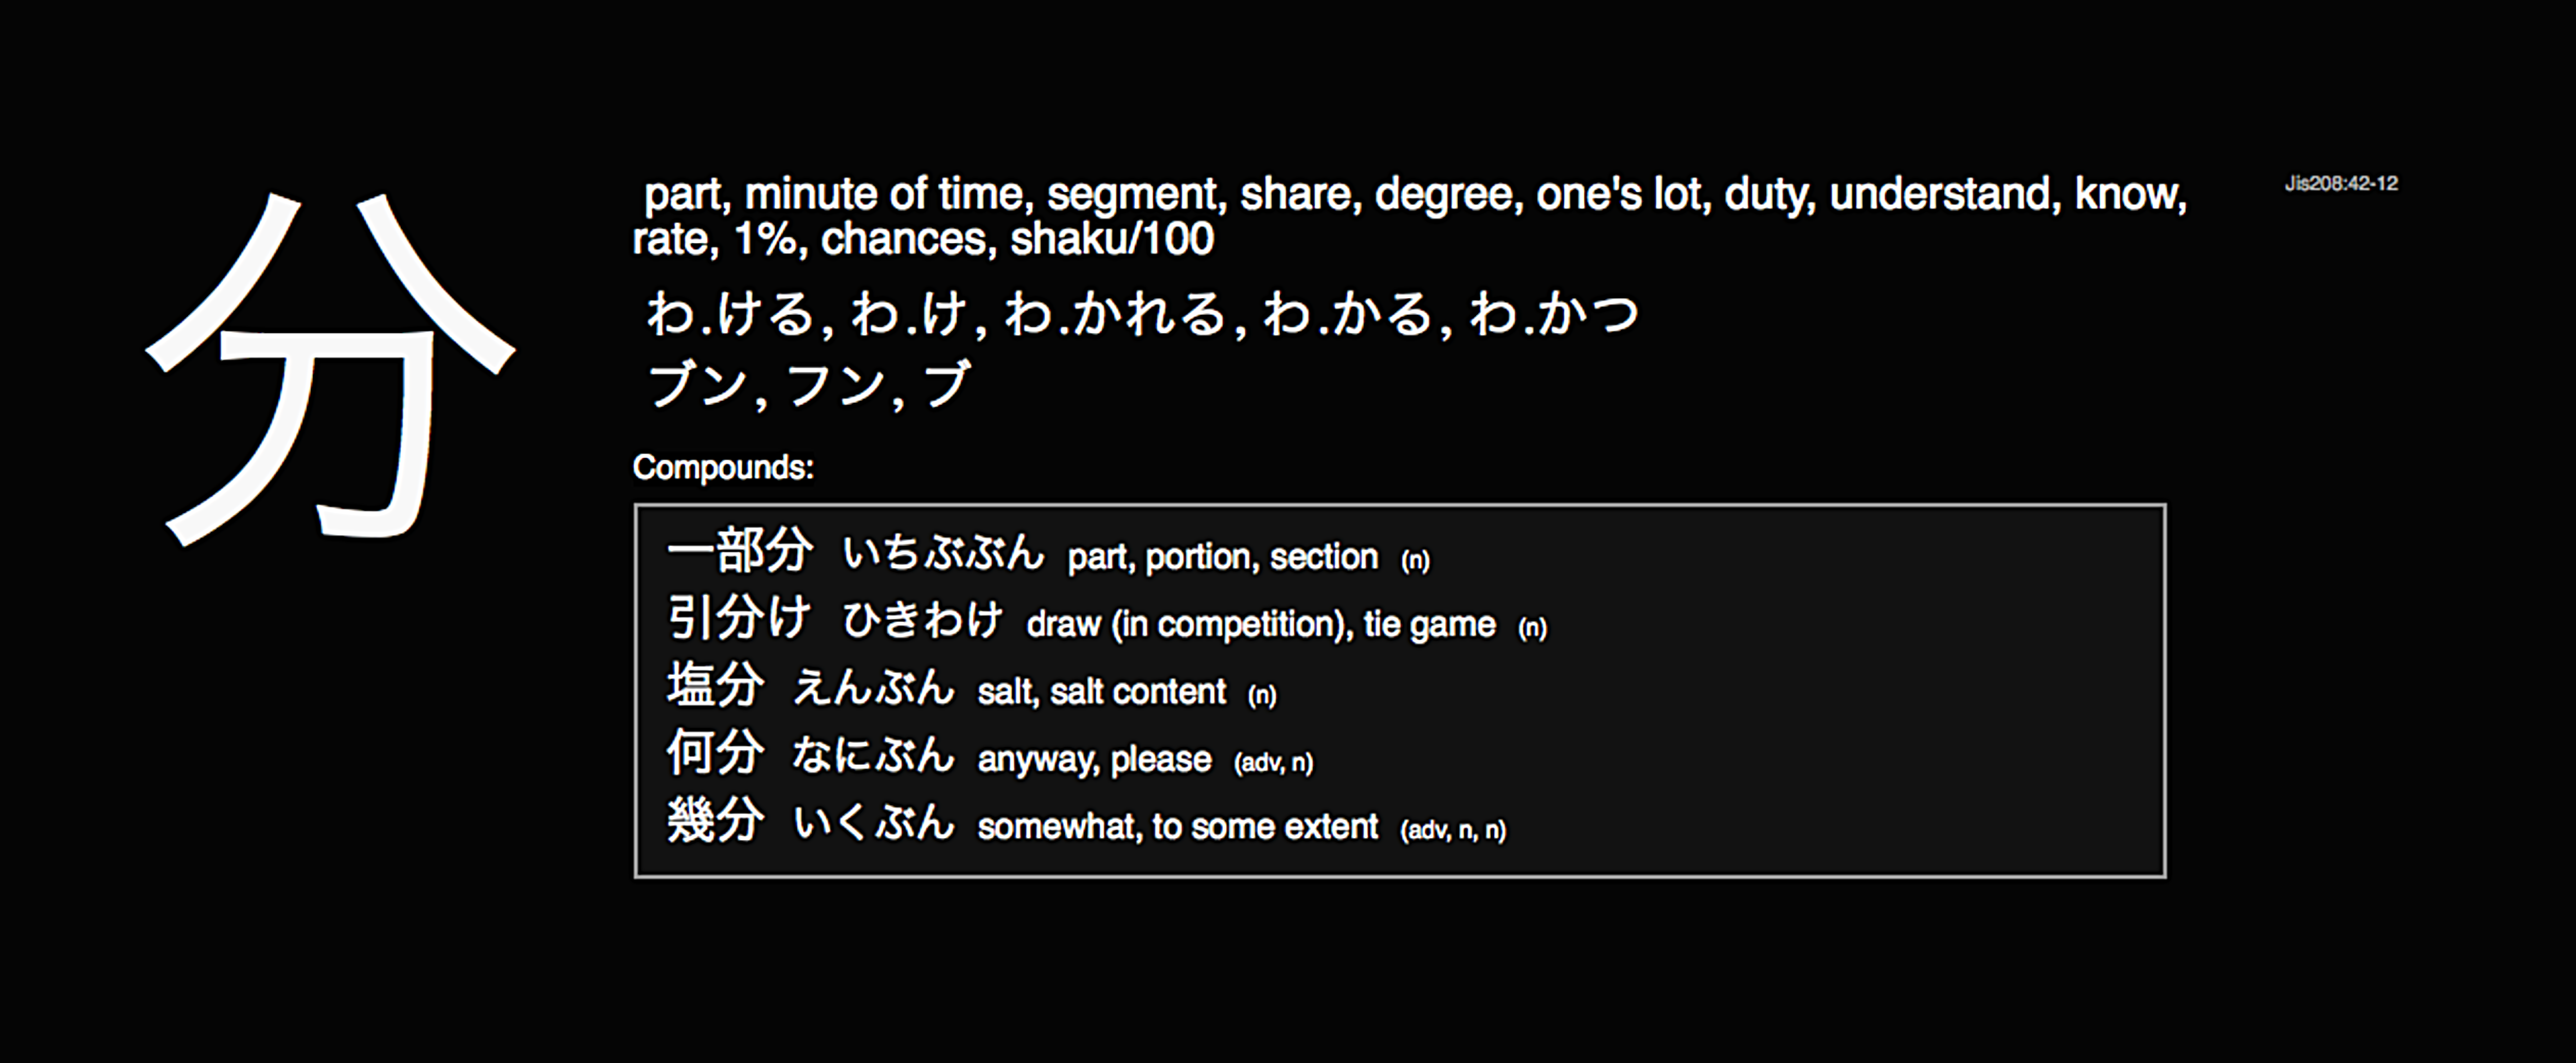 分
part, minute of time, segment, share, degree, one's lot, duty, understand, know,
rate, 1%, chances, shaku/100
Jis208:42-12
わ.ける, わ.け, わ.かれる, わ.かる, わ.かつ
ブン, フン, ブ
Compounds:
一部分 いちぶぶん part, portion, section (n)
引分け ひきわけ draw (in competition), tie game (n)
塩分 えんぶん salt, salt content (n)
何分 なにぶん anyway, please (adv, n)
幾分 いくぶん somewhat, to some extent (adv, n, n)